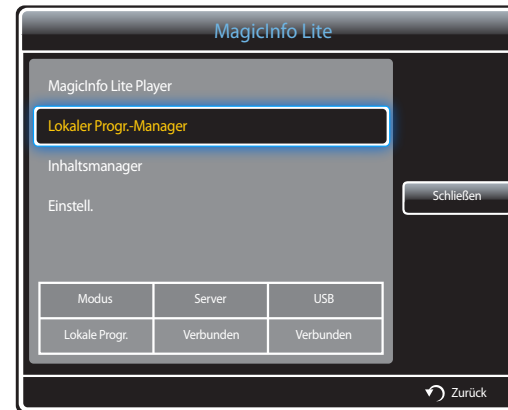 MagicInfo Lite
MagicInfo Lite Player
Lokaler Progr.-Manager
Inhaltsmanager
Einstell.
Schließen
Modus Server USB
Lokale Progr. Verbunden Verbunden
Zurück